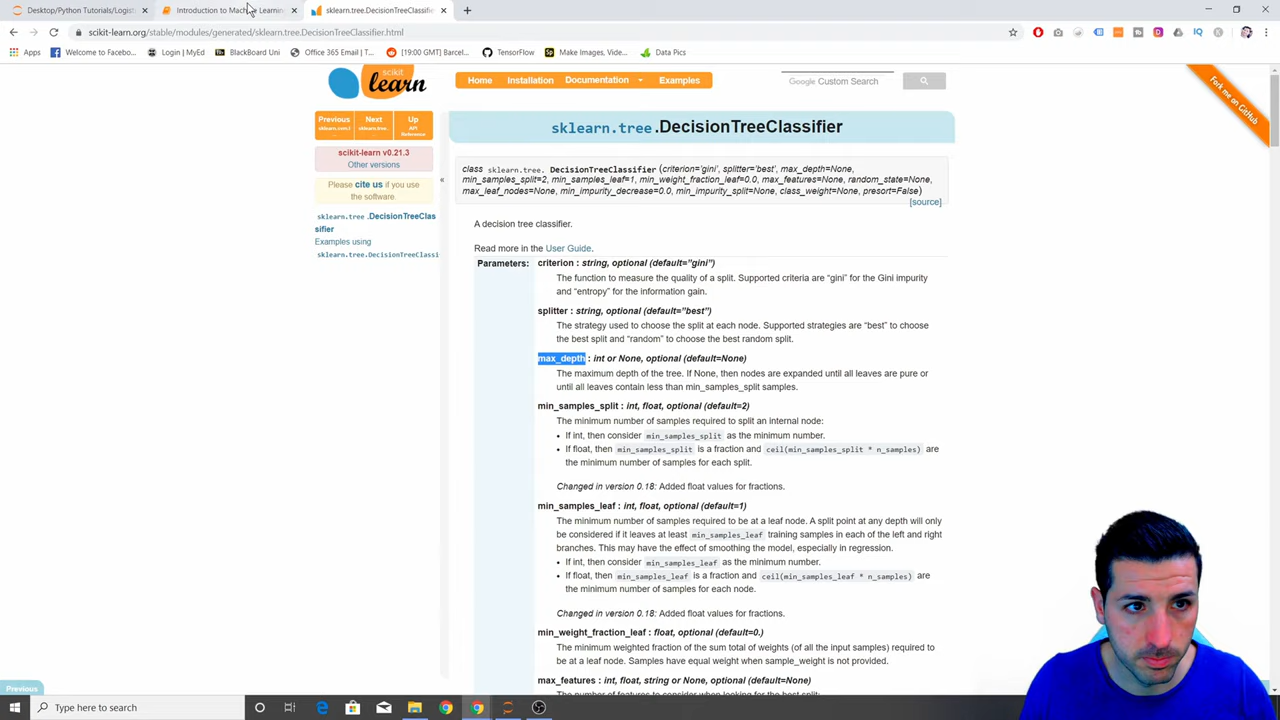 Desktop/Python Tutorials/Logist
Introduction to Machine Learning
sklearn.tree.DecisionTreeClassifie
scikit-learn.org/stable/modules/generated/sklearn.tree.DecisionTreeClassifier.html
Apps
Welcome to Facebo...
Login | MyEd
BlackBoard Uni
Office 365 Email | T...
[19:00 GMT] Barcel...
TensorFlow
Make Images, Vide...
Data Pics
scikit
learn
Home
Installation
Documentation
Examples
Google Custom Search
Fork me on GitHub
Previous
sklearn.svm.l
...
Next
sklearn.tree.
...
Up
API
Reference
scikit-learn v0.21.3
Other versions
Please cite us if you use
the software.
sklearn.tree .DecisionTreeClas
sifier
Examples using
sklearn.tree.DecisionTreeClassi
«
sklearn.tree.DecisionTreeClassifier
class sklearn.tree. DecisionTreeClassifier (criterion='gini', splitter='best', max_depth=None,
min_samples_split=2, min_samples_leaf=1, min_weight_fraction_leaf=0.0, max_features=None, random_state=None,
max_leaf_nodes=None, min_impurity_decrease=0.0, min_impurity_split=None, class_weight=None, presort=False)
[source]
A decision tree classifier.
Read more in the User Guide.
Parameters:
criterion : string, optional (default="gini")
The function to measure the quality of a split. Supported criteria are “gini” for the Gini impurity
and “entropy” for the information gain.
splitter : string, optional (default="best")
The strategy used to choose the split at each node. Supported strategies are “best” to choose
the best split and “random” to choose the best random split.
max_depth : int or None, optional (default=None)
The maximum depth of the tree. If None, then nodes are expanded until all leaves are pure or
until all leaves contain less than min_samples_split samples.
min_samples_split : int, float, optional (default=2)
The minimum number of samples required to split an internal node:
• If int, then consider min_samples_split as the minimum number.
• If float, then min_samples_split is a fraction and ceil(min_samples_split * n_samples) are
the minimum number of samples for each split.
Changed in version 0.18: Added float values for fractions.
min_samples_leaf : int, float, optional (default=1)
The minimum number of samples required to be at a leaf node. A split point at any depth will only
be considered if it leaves at least min_samples_leaf training samples in each of the left and right
branches. This may have the effect of smoothing the model, especially in regression.
• If int, then consider min_samples_leaf as the minimum number.
• If float, then min_samples_leaf is a fraction and ceil(min_samples_leaf * n_samples) are
the minimum number of samples for each node.
Changed in version 0.18: Added float values for fractions.
min_weight_fraction_leaf : float, optional (default=0.)
The minimum weighted fraction of the sum total of weights (of all the input samples) required to
be at a leaf node. Samples have equal weight when sample_weight is not provided.
max_features : int, float, string or None, optional (default=None)
Previous
Type here to search